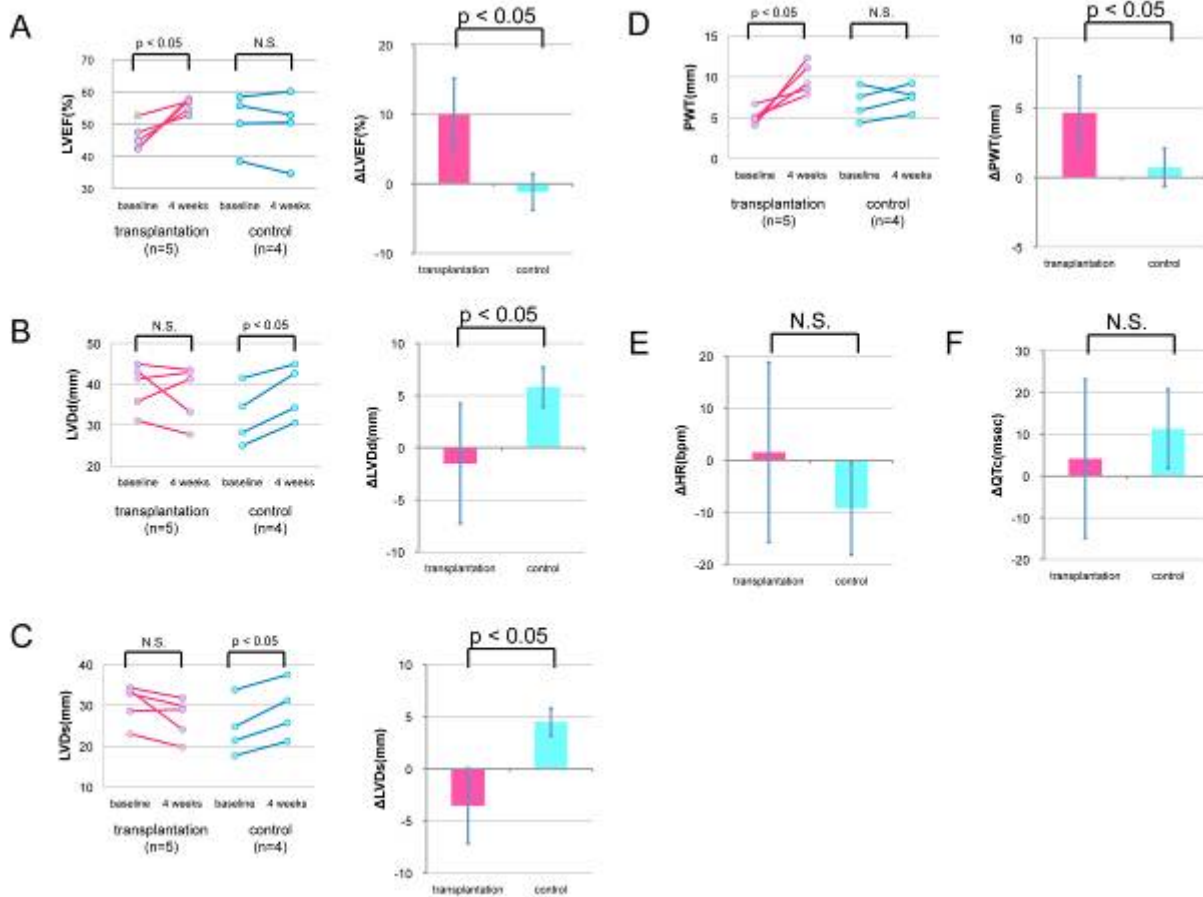 A
p < 0.05
N.S.
LVEF(%)
70
60
50
40
30
baseline 4 weeks baseline 4 weeks
transplantation
(n=5)
control
(n=4)
p < 0.05
ΔLVEF(%)
20
10
0
-10
transplantation control
B
N.S.
p < 0.05
LVDd(mm)
50
40
30
20
baseline 4 weeks baseline 4 weeks
transplantation
(n=5)
control
(n=4)
p < 0.05
ΔLVDd(mm)
10
5
0
-5
-10
transplantation control
C
N.S.
p < 0.05
LVDs(mm)
40
30
20
10
baseline 4 weeks baseline 4 weeks
transplantation
(n=5)
control
(n=4)
p < 0.05
ΔLVDs(mm)
10
5
0
-5
-10
transplantation control
D
p < 0.05
N.S.
PWT(mm)
15
10
5
0
baseline 4 weeks baseline 4 weeks
transplantation
(n=5)
control
(n=4)
p < 0.05
ΔPWT(mm)
10
5
0
-5
transplantation control
E
N.S.
ΔHR(bpm)
20
10
0
-10
-20
transplantation control
F
N.S.
ΔQTc(msec)
30
20
10
0
-10
-20
transplantation control